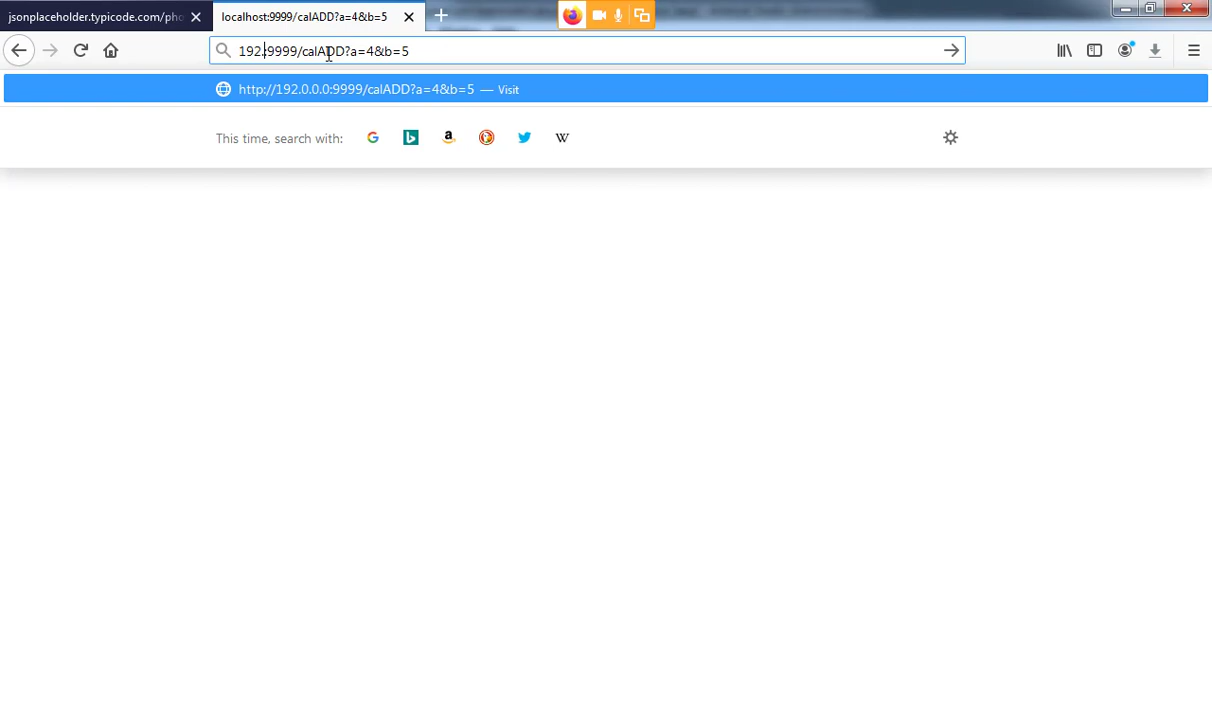 jsonplaceholder.typicode.com/pho
localhost:9999/calADD?a=4&b=5
192:9999/calADD?a=4&b=5
http://192.0.0.0:9999/calADD?a=4&b=5 — Visit
This time, search with: